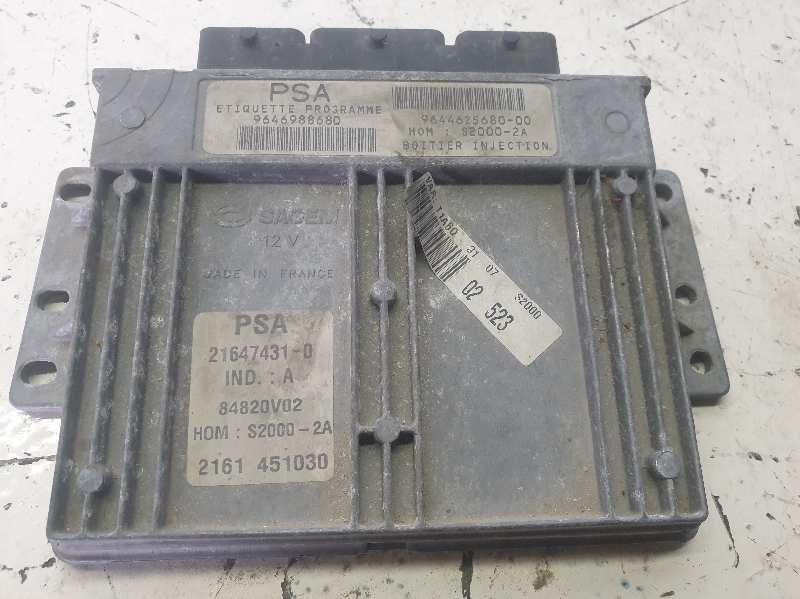 PSA
ETIQUETTE PROGRAMME
9646988680
9644625680-00
HOM : S2000-2A
BOITIER INJECTION
SAGEM
12 V
MADE IN FRANCE
31 07 S2000
02 523
PSA
21647431-0
IND. : A
84820V02
HOM : S2000-2A
2161 451030